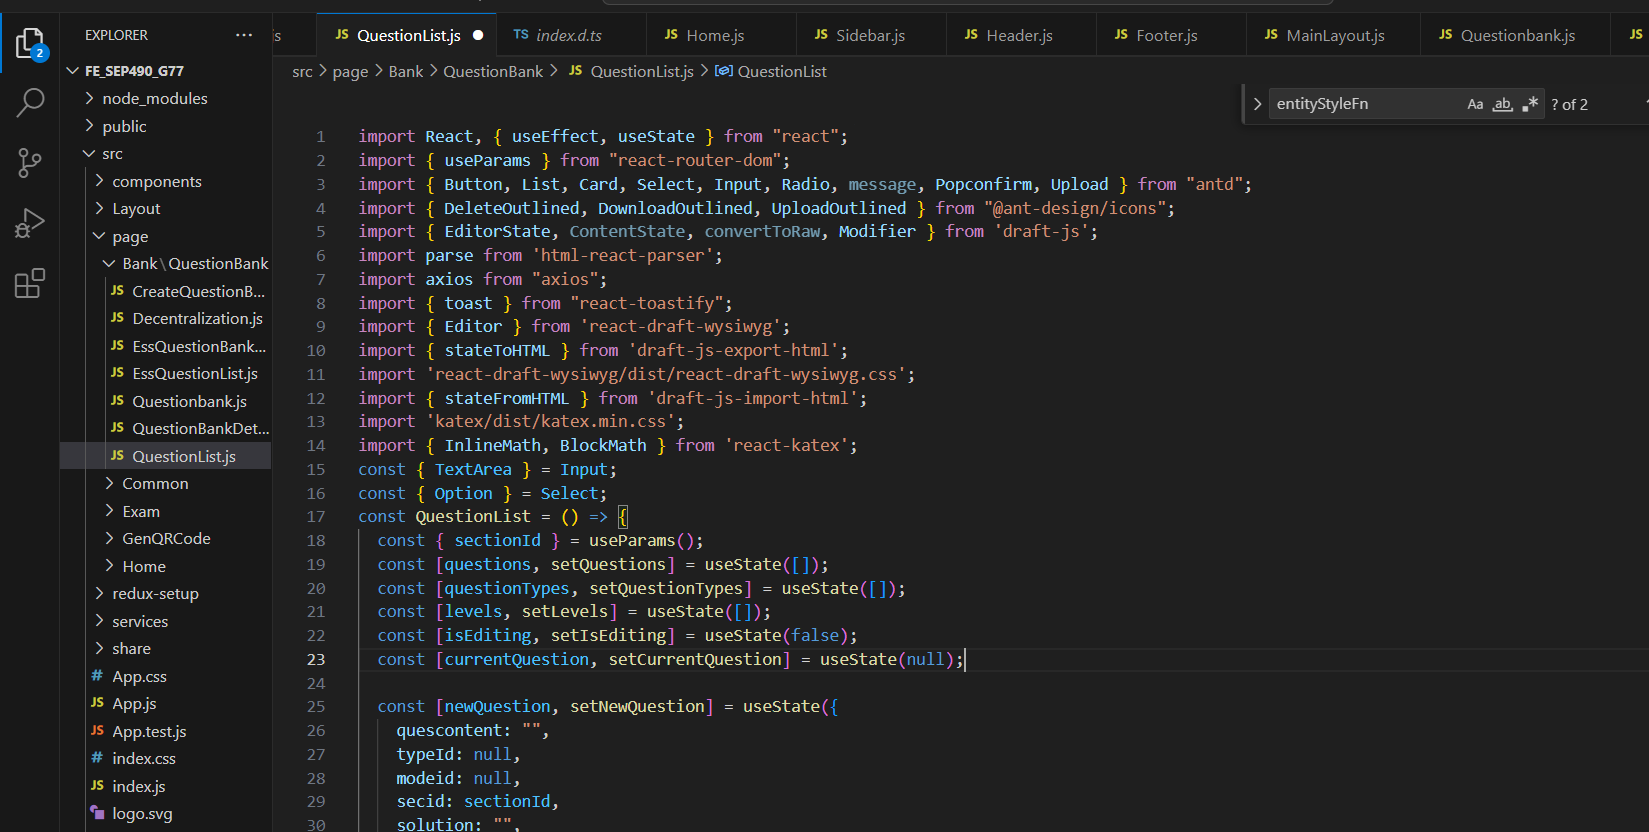 2
EXPLORER
···
FE_SEP490_G77
node_modules
public
src
components
Layout
page
Bank\QuestionBank
JS CreateQuestionB...
JS Decentralization.js
JS EssQuestionBank...
JS EssQuestionList.js
JS Questionbank.js
JS QuestionBankDet...
JS QuestionList.js
Common
Exam
GenQRCode
Home
redux-setup
services
share
# App.css
JS App.js
JS App.test.js
# index.css
JS index.js
logo.svg
JS QuestionList.js
TS index.d.ts
JS Home.js
JS Sidebar.js
JS Header.js
JS Footer.js
JS MainLayout.js
JS Questionbank.js
JS
src > page > Bank > QuestionBank > JS QuestionList.js > QuestionList
entityStyleFn Aa ab .* ? of 2
1 import React, { useEffect, useState } from "react";
2 import { useParams } from "react-router-dom";
3 import { Button, List, Card, Select, Input, Radio, message, Popconfirm, Upload } from "antd";
4 import { DeleteOutlined, DownloadOutlined, UploadOutlined } from "@ant-design/icons";
5 import { EditorState, ContentState, convertToRaw, Modifier } from 'draft-js';
6 import parse from 'html-react-parser';
7 import axios from "axios";
8 import { toast } from "react-toastify";
9 import { Editor } from 'react-draft-wysiwyg';
10 import { stateToHTML } from 'draft-js-export-html';
11 import 'react-draft-wysiwyg/dist/react-draft-wysiwyg.css';
12 import { stateFromHTML } from 'draft-js-import-html';
13 import 'katex/dist/katex.min.css';
14 import { InlineMath, BlockMath } from 'react-katex';
15 const { TextArea } = Input;
16 const { Option } = Select;
17 const QuestionList = () => {
18 const { sectionId } = useParams();
19 const [questions, setQuestions] = useState([]);
20 const [questionTypes, setQuestionTypes] = useState([]);
21 const [levels, setLevels] = useState([]);
22 const [isEditing, setIsEditing] = useState(false);
23 const [currentQuestion, setCurrentQuestion] = useState(null);
24
25 const [newQuestion, setNewQuestion] = useState({
26 quescontent: "",
27 typeId: null,
28 modeid: null,
29 secid: sectionId,
30 solution: "",